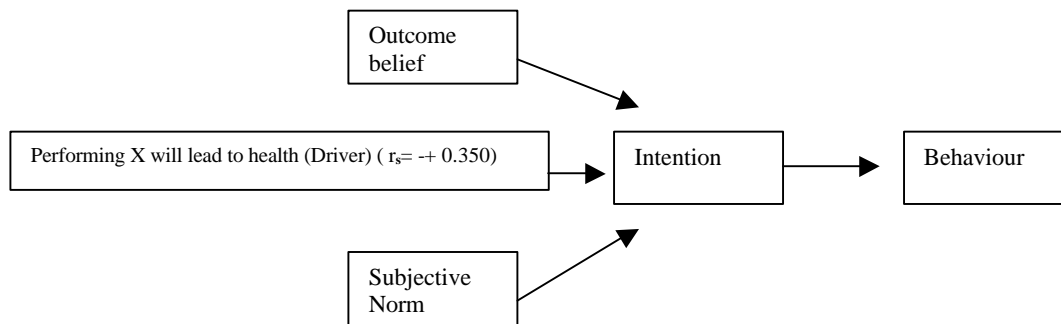 Outcome
belief
Performing X will lead to health (Driver) ( rs= -+ 0.350)
Intention
Behaviour
Subjective
Norm